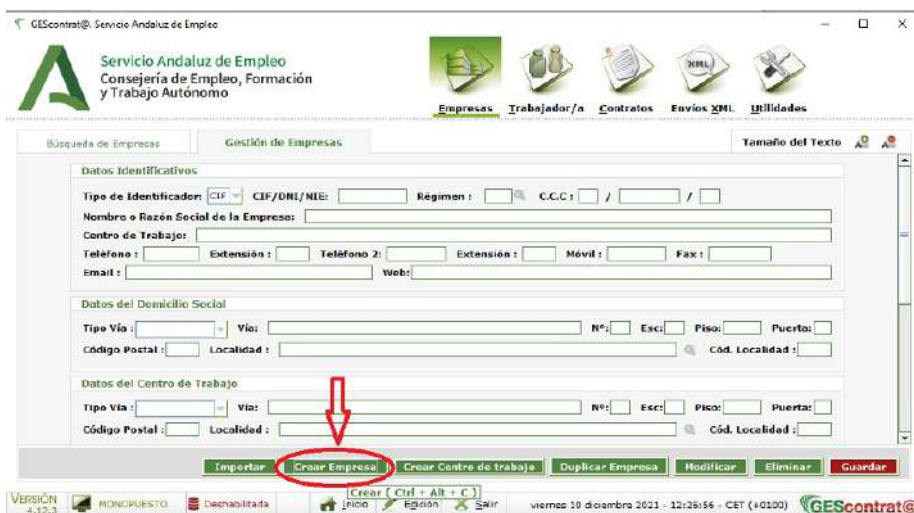 GEScontrat@. Servicio Andaluz de Empleo
Servicio Andaluz de Empleo
Consejería de Empleo, Formación
y Trabajo Autónomo
XML
Empresas Trabajador/a Contratos Envíos XML Utilidades
Búsqueda de Empresas Gestión de Empresas Tamaño del Texto
Datos Identificativos
Tipo de Identificador: CIF CIF/DNI/NIE: Régimen : C.C.C : / /
Nombre o Razón Social de la Empresa:
Centro de Trabajo:
Teléfono : Extensión : Teléfono 2: Extensión : Móvil : Fax :
Email : Web:
Datos del Domicilio Social
Tipo Vía : Vía: Nº: Esc: Piso: Puerta:
Código Postal : Localidad : Cód. Localidad :
Datos del Centro de Trabajo
Tipo Vía : Vía: Nº: Esc: Piso: Puerta:
Código Postal : Localidad : Cód. Localidad :
Importar Crear Empresa Crear Centro de trabajo Duplicar Empresa Modificar Eliminar Guardar
Crear ( Ctrl + Alt + C )
VERSIÓN MONOPUESTO Deshabilitada Inicio Edición Salir viernes 10 diciembre 2021 - 12:26:56 - CET (+0100) GEScontrat@
4.12.3